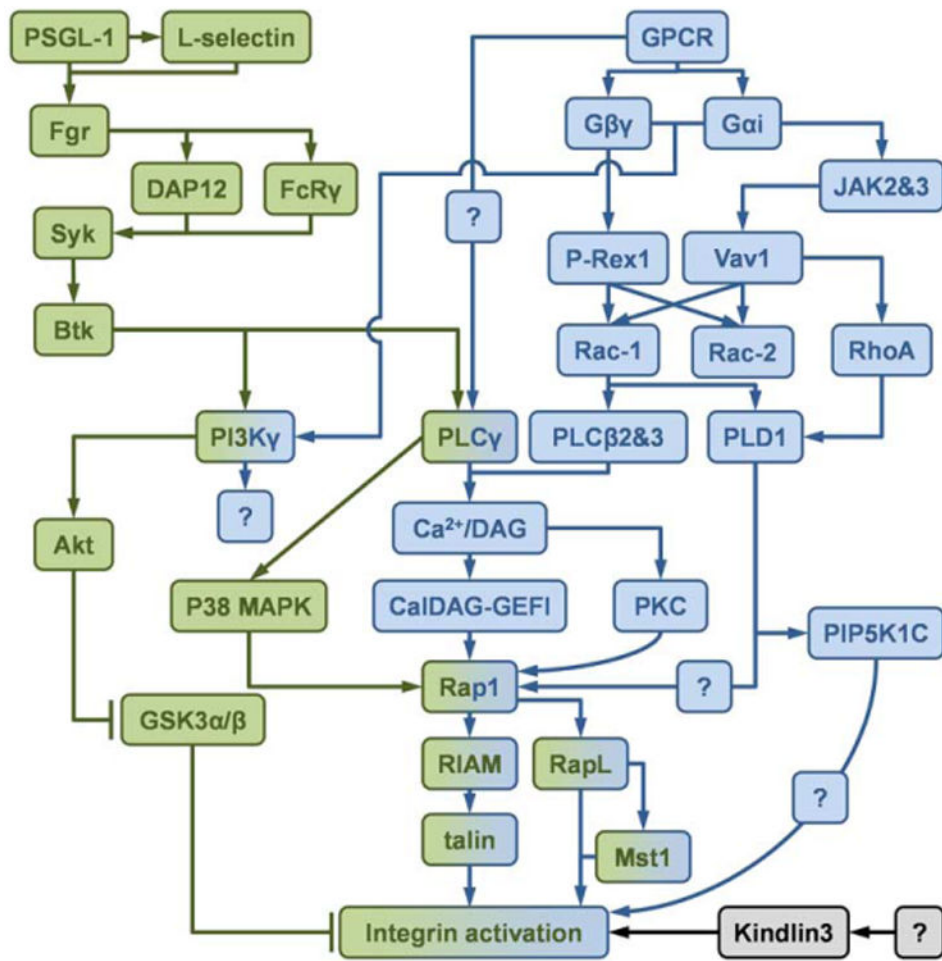 PSGL-1
L-selectin
GPCR
Fgr
Gβγ
Gαi
DAP12
FcRγ
JAK2&3
Syk
?
P-Rex1
Vav1
Btk
Rac-1
Rac-2
RhoA
PI3Kγ
PLCγ
PLCβ2&3
PLD1
?
Akt
Ca²⁺/DAG
P38 MAPK
CalDAG-GEFI
PKC
PIP5K1C
Rap1
?
GSK3α/β
RIAM
RapL
?
talin
Mst1
Integrin activation
Kindlin3
?